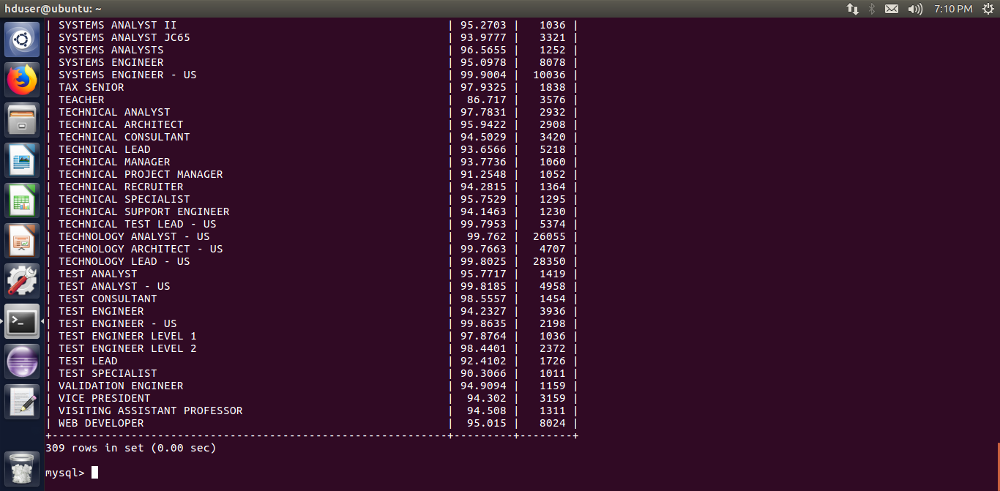 hduser@ubuntu: ~ 7:10 PM
| SYSTEMS ANALYST II | 95.2703 | 1036 |
| SYSTEMS ANALYST JC65 | 93.9777 | 3321 |
| SYSTEMS ANALYSTS | 96.5655 | 1252 |
| SYSTEMS ENGINEER | 95.0978 | 8078 |
| SYSTEMS ENGINEER - US | 99.9004 | 10036 |
| TAX SENIOR | 97.9325 | 1838 |
| TEACHER | 86.717 | 3576 |
| TECHNICAL ANALYST | 97.7831 | 2932 |
| TECHNICAL ARCHITECT | 95.9422 | 2908 |
| TECHNICAL CONSULTANT | 94.5029 | 3420 |
| TECHNICAL LEAD | 93.6566 | 5218 |
| TECHNICAL MANAGER | 93.7736 | 1060 |
| TECHNICAL PROJECT MANAGER | 91.2548 | 1052 |
| TECHNICAL RECRUITER | 94.2815 | 1364 |
| TECHNICAL SPECIALIST | 95.7529 | 1295 |
| TECHNICAL SUPPORT ENGINEER | 94.1463 | 1230 |
| TECHNICAL TEST LEAD - US | 99.7953 | 5374 |
| TECHNOLOGY ANALYST - US | 99.762 | 26055 |
| TECHNOLOGY ARCHITECT - US | 99.7663 | 4707 |
| TECHNOLOGY LEAD - US | 99.8025 | 28350 |
| TEST ANALYST | 95.7717 | 1419 |
| TEST ANALYST - US | 99.8185 | 4958 |
| TEST CONSULTANT | 98.5557 | 1454 |
| TEST ENGINEER | 94.2327 | 3936 |
| TEST ENGINEER - US | 99.8635 | 2198 |
| TEST ENGINEER LEVEL 1 | 97.8764 | 1036 |
| TEST ENGINEER LEVEL 2 | 98.4401 | 2372 |
| TEST LEAD | 92.4102 | 1726 |
| TEST SPECIALIST | 90.3066 | 1011 |
| VALIDATION ENGINEER | 94.9094 | 1159 |
| VICE PRESIDENT | 94.302 | 3159 |
| VISITING ASSISTANT PROFESSOR | 94.508 | 1311 |
| WEB DEVELOPER | 95.015 | 8024 |
+------------------------------------------------------------+---------+--------+
309 rows in set (0.00 sec)
mysql>